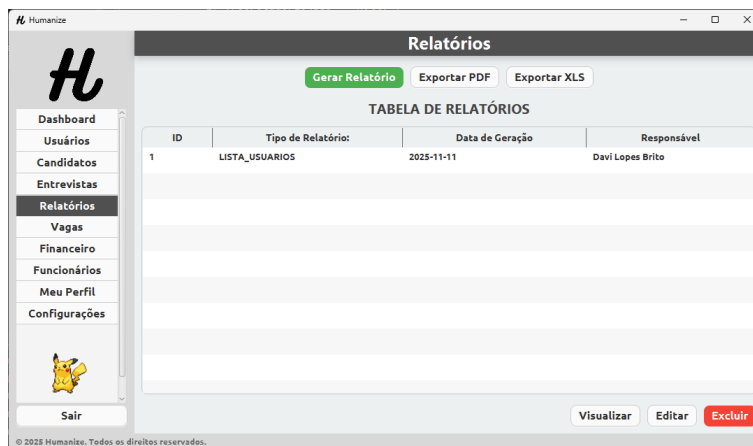 Humanize
H
Relatórios
Gerar Relatório Exportar PDF Exportar XLS
TABELA DE RELATÓRIOS
Dashboard
Usuários
Candidatos
Entrevistas
Relatórios
Vagas
Financeiro
Funcionários
Meu Perfil
Configurações
Sair
ID Tipo de Relatório: Data de Geração Responsável
1 LISTA_USUARIOS 2025-11-11 Davi Lopes Brito
Visualizar Editar Excluir
© 2025 Humanize. Todos os direitos reservados.